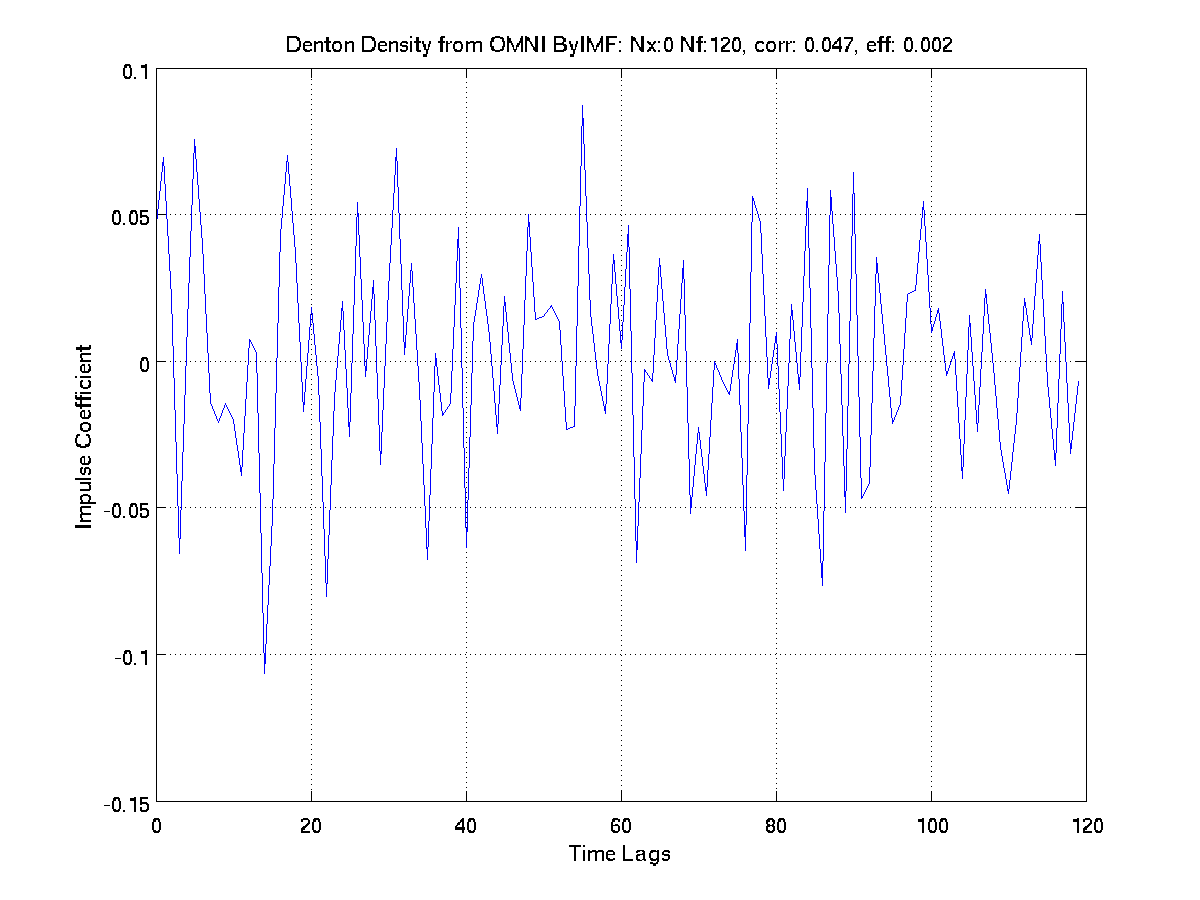 Denton Density from OMNI ByIMF: Nx:0 Nf:120, corr: 0.047, eff: 0.002
0.1
0.05
0
-0.05
-0.1
-0.15
Impulse Coefficient
0 20 40 60 80 100 120
Time Lags